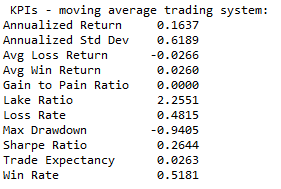 KPIs - moving average trading system:
Annualized Return 0.1637
Annualized Std Dev 0.6189
Avg Loss Return -0.0266
Avg Win Return 0.0260
Gain to Pain Ratio 0.0000
Lake Ratio 2.2551
Loss Rate 0.4815
Max Drawdown -0.9405
Sharpe Ratio 0.2644
Trade Expectancy 0.0263
Win Rate 0.5181